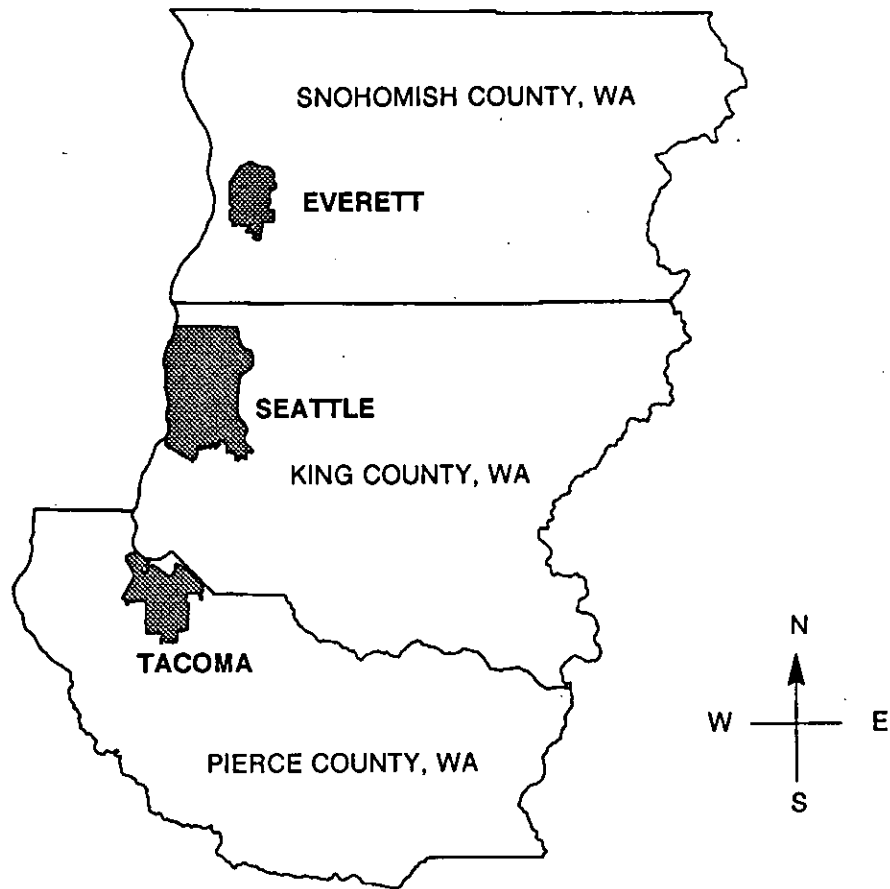 SNOHOMISH COUNTY, WA
EVERETT
SEATTLE
KING COUNTY, WA
TACOMA
PIERCE COUNTY, WA
N
W E
S